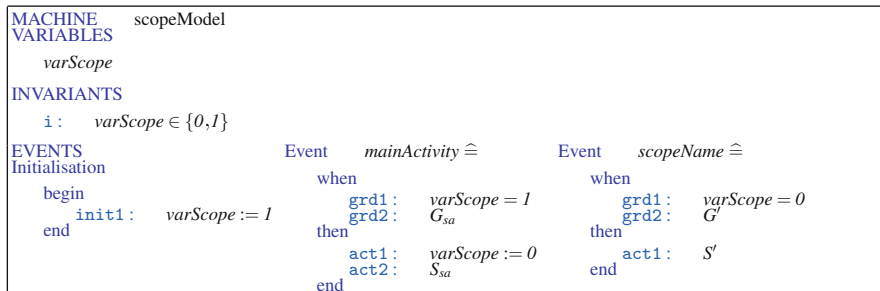 MACHINE scopeModel
VARIABLES
varScope
INVARIANTS
i : varScope ∈ {0,1}
EVENTS
Initialisation
begin
init1 : varScope := 1
end
Event mainActivity ≙
when
grd1 : varScope = 1
grd2 : G_sa
then
act1 : varScope := 0
act2 : S_sa
end
Event scopeName ≙
when
grd1 : varScope = 0
grd2 : G′
then
act1 : S′
end